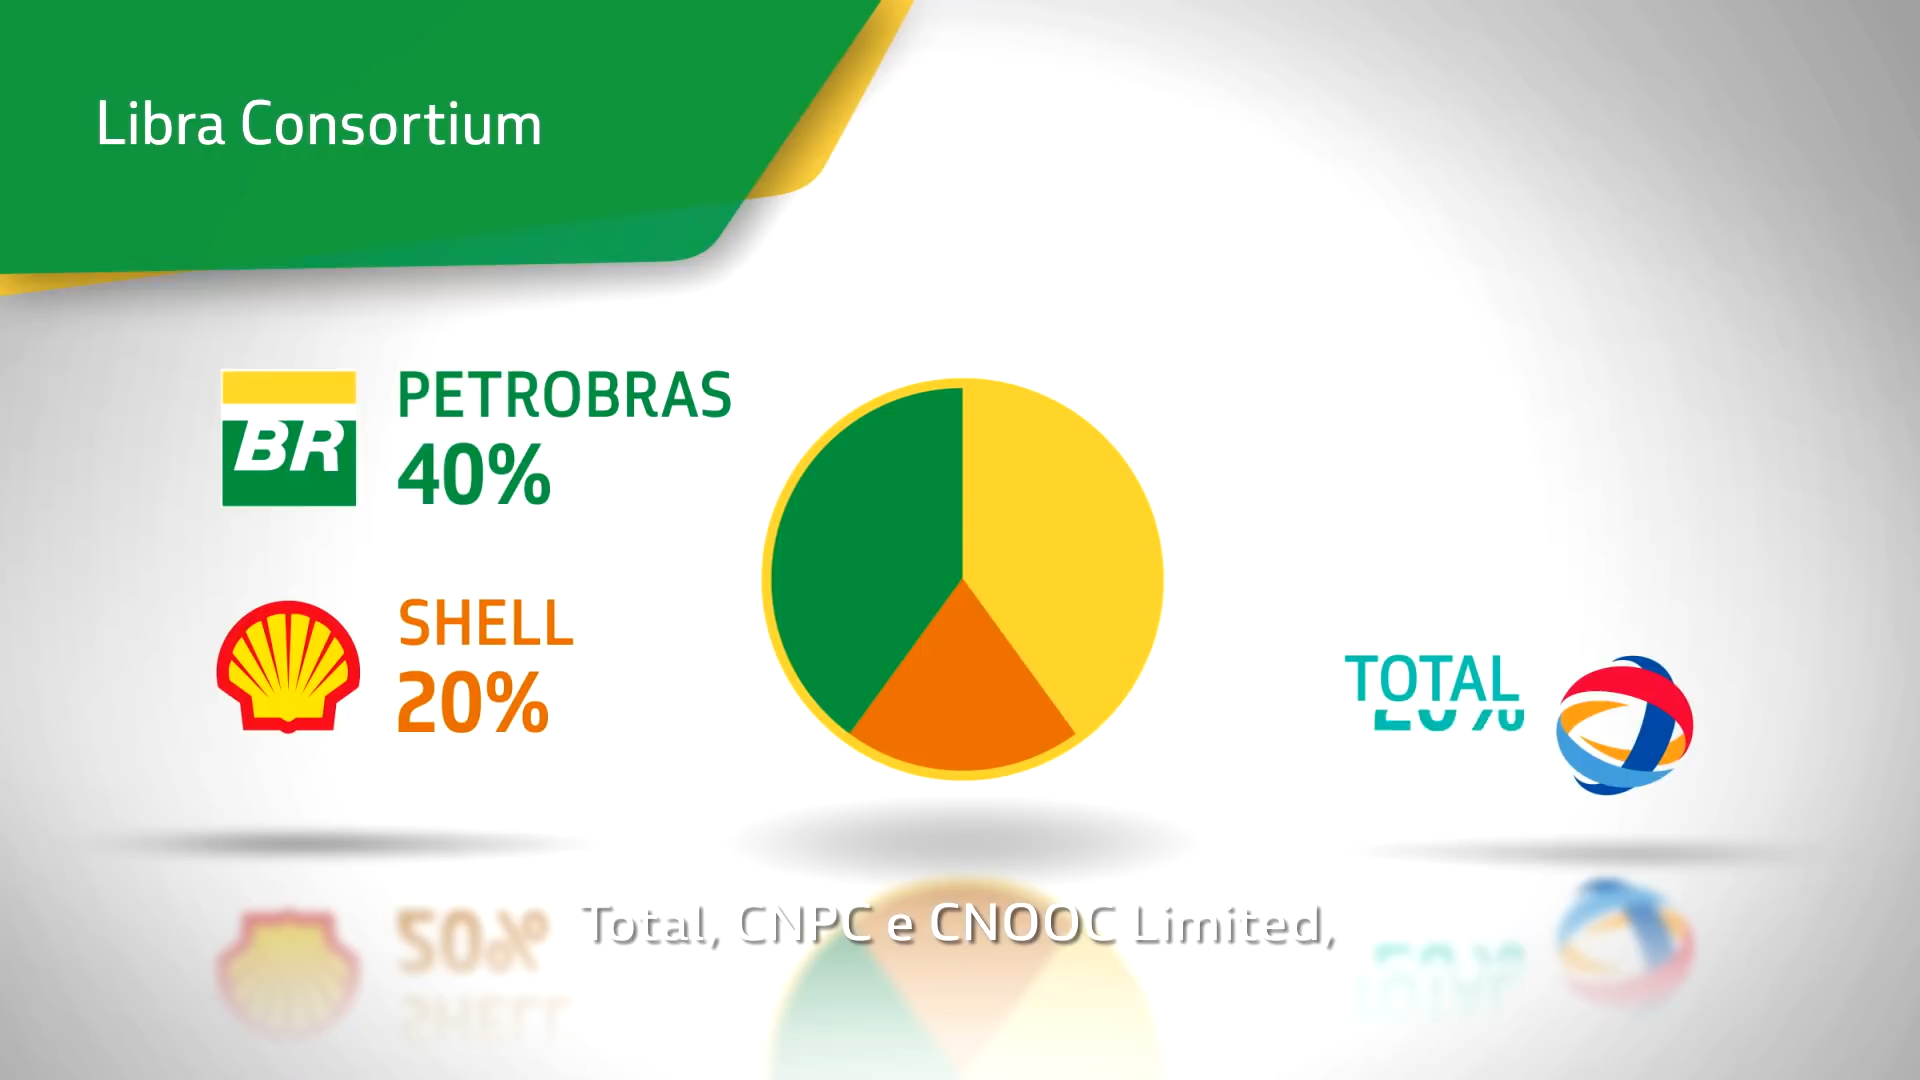 Libra Consortium
BR
PETROBRAS
40%
SHELL
20%
TOTAL
Total, CNPC e CNOOC Limited,